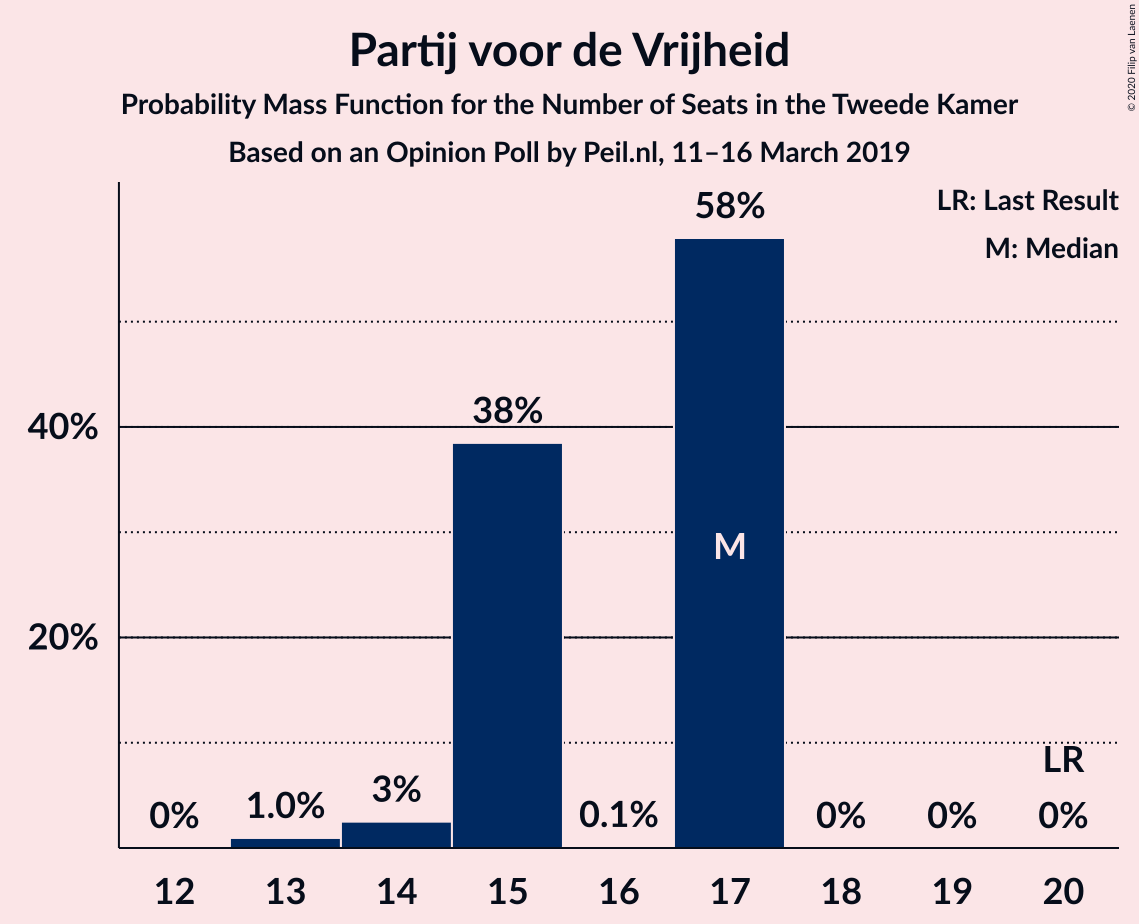 Partij voor de Vrijheid
Probability Mass Function for the Number of Seats in the Tweede Kamer
Based on an Opinion Poll by Peil.nl, 11–16 March 2019
© 2020 Filip van Laenen
LR: Last Result
M: Median
58%
40%
38%
M
20%
LR
0%
1.0%
3%
0.1%
0%
0%
0%
12 13 14 15 16 17 18 19 20